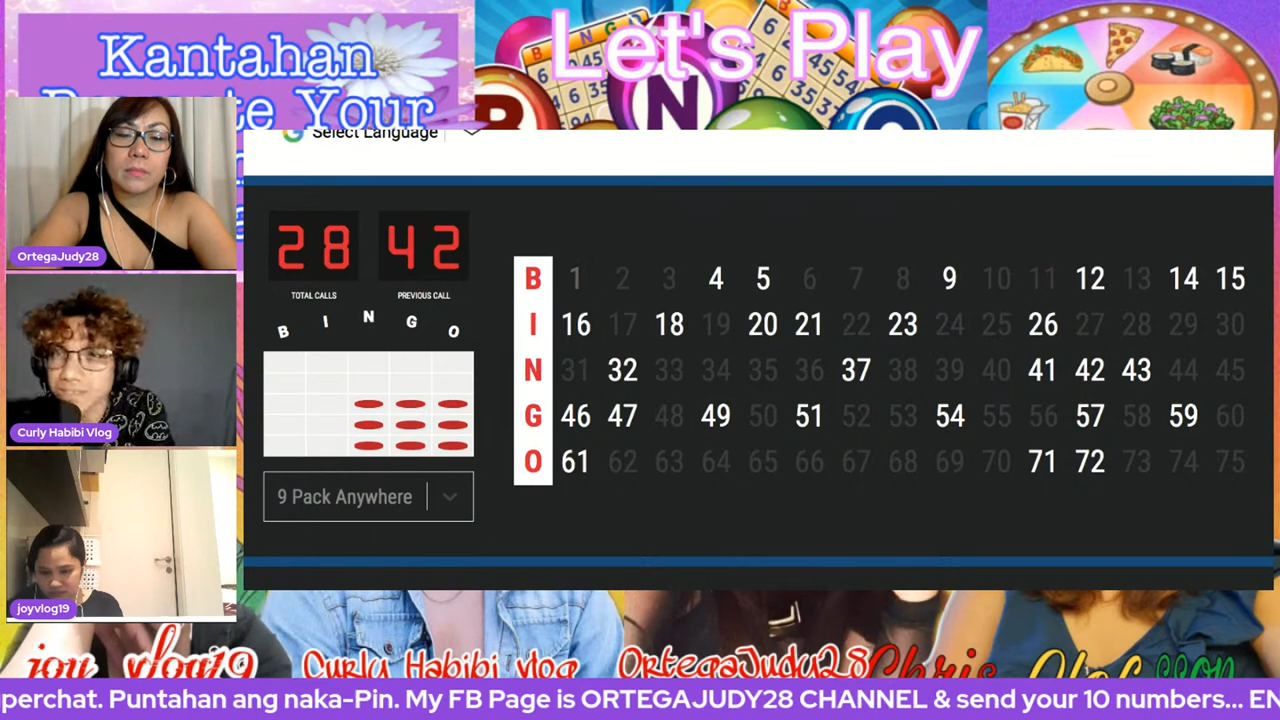 Kantahan
te Your
Let's Play
B
N
Select Language
OrtegaJudy28
Curly Habibi Vlog
joyvlog19
28 42
TOTAL CALLS PREVIOUS CALL
B I N G O
9 Pack Anywhere
B 1 2 3 4 5 6 7 8 9 10 11 12 13 14 15
I 16 17 18 19 20 21 22 23 24 25 26 27 28 29 30
N 31 32 33 34 35 36 37 38 39 40 41 42 43 44 45
G 46 47 48 49 50 51 52 53 54 55 56 57 58 59 60
O 61 62 63 64 65 66 67 68 69 70 71 72 73 74 75
joy vlog19 Curly Habibi vlog OrtegaJudy28 Chris
perchat. Puntahan ang naka-Pin. My FB Page is ORTEGAJUDY28 CHANNEL & send your 10 numbers... EN